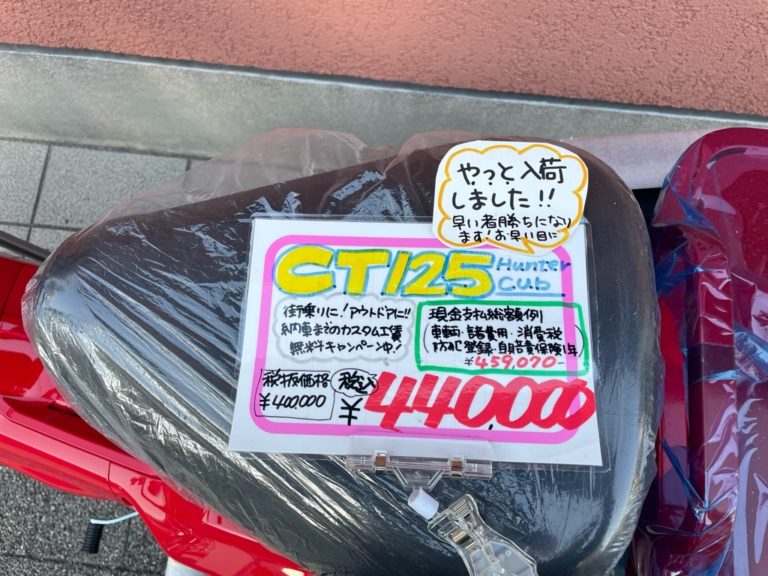 やっと入荷
しました!!
早い者勝ちになり
ます!お早い目に
CT125 Hunter
Cub
街乗りに!アウトドアに!!
納車までのカスタム工賃
無料キャンペーン中!
現金支払総額例
(車輌・諸費用・消費税
防犯登録・自賠責保険1年)
¥459,070-
税抜価格
¥400,000
税込
¥440,000